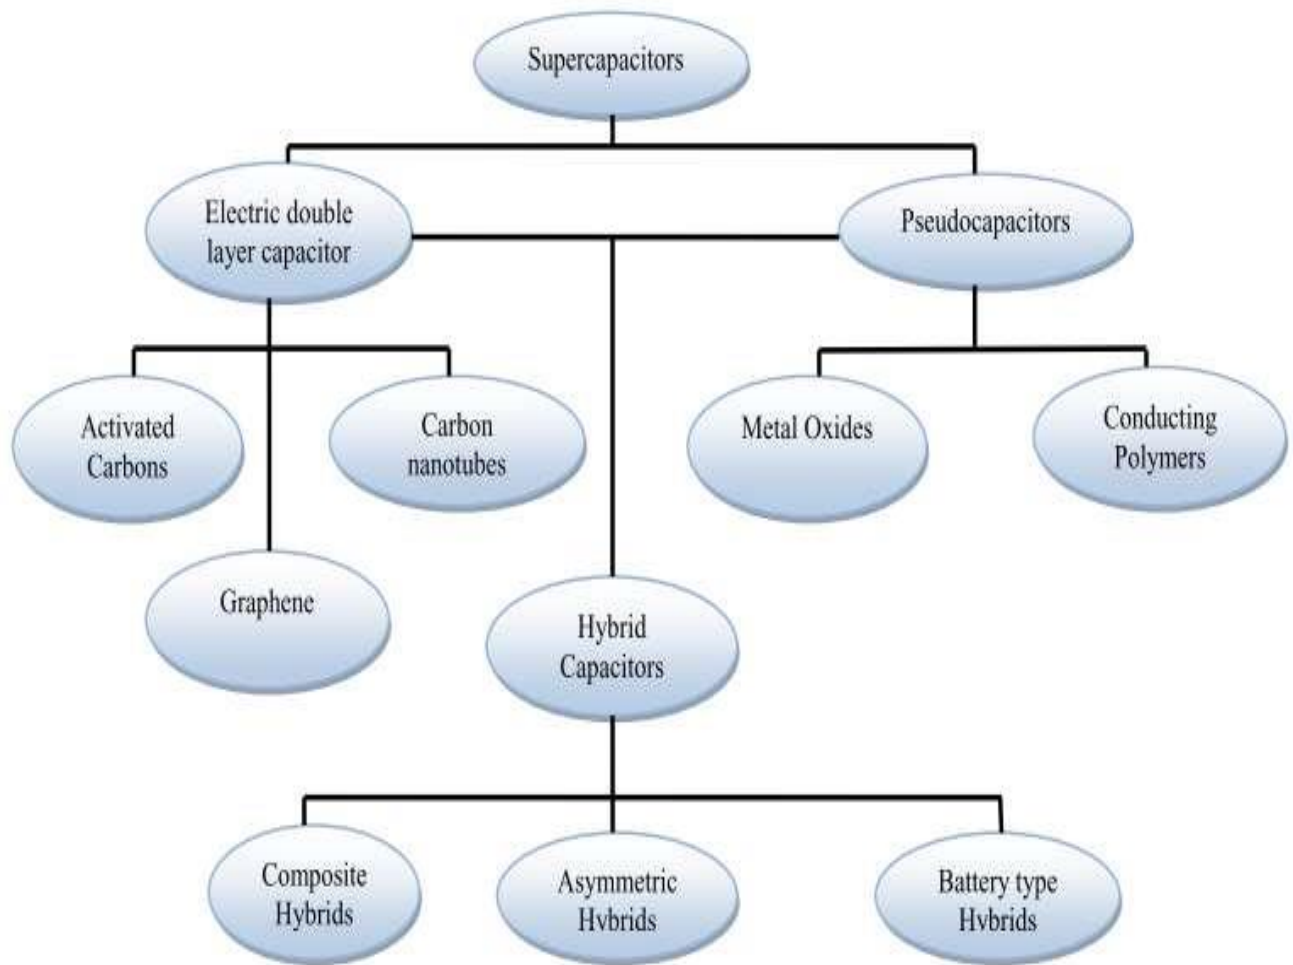 Supercapacitors
Electric double
layer capacitor
Pseudocapacitors
Activated
Carbons
Carbon
nanotubes
Metal Oxides
Conducting
Polymers
Graphene
Hybrid
Capacitors
Composite
Hybrids
Asymmetric
Hvbrids
Battery type
Hvbrids